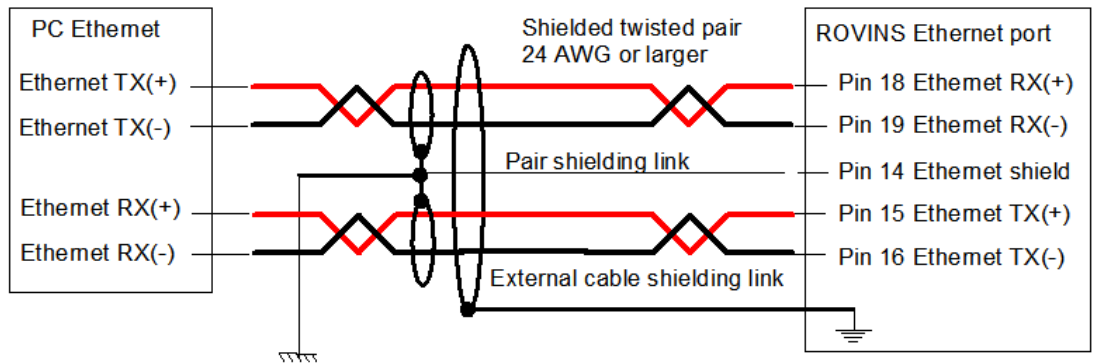 PC Ethernet
Ethernet TX(+)
Ethernet TX(-)
Ethernet RX(+)
Ethernet RX(-)
Shielded twisted pair
24 AWG or larger
Pair shielding link
External cable shielding link
ROVINS Ethernet port
Pin 18 Ethernet RX(+)
Pin 19 Ethernet RX(-)
Pin 14 Ethernet shield
Pin 15 Ethernet TX(+)
Pin 16 Ethernet TX(-)